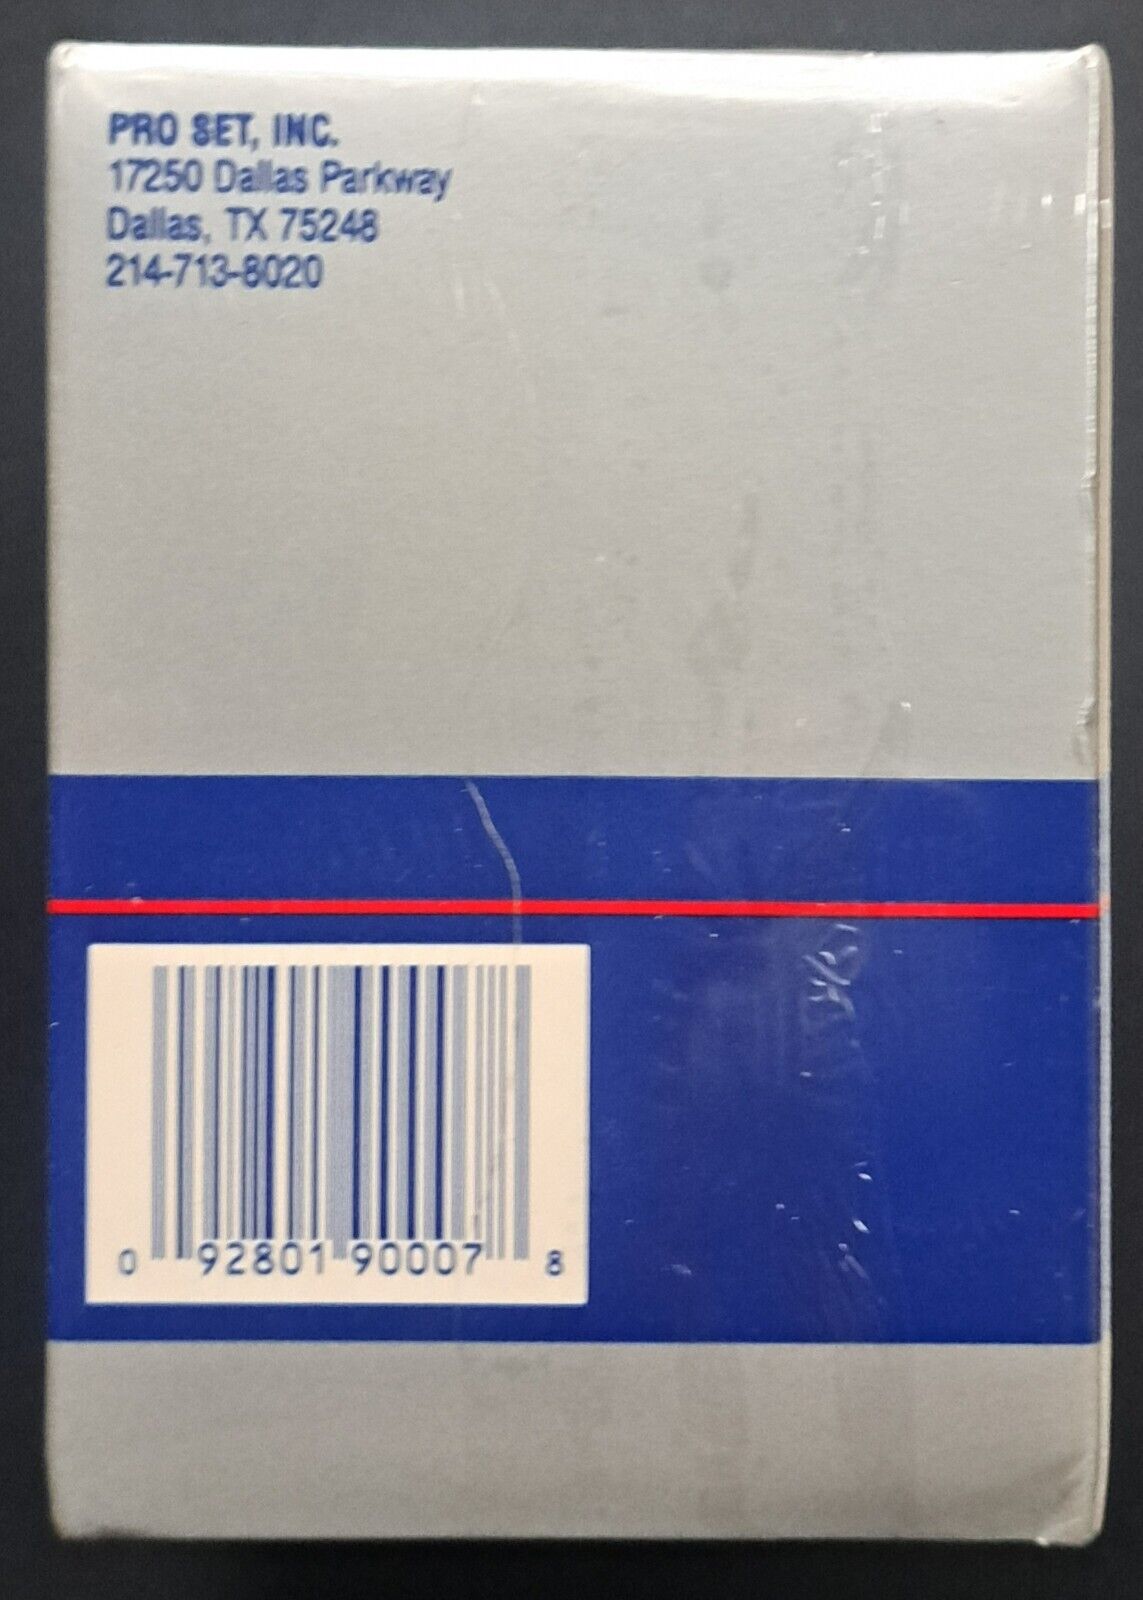 PRO SET, INC.
17250 Dallas Parkway
Dallas, TX 75248
214-713-8020
0 92801 90007 8